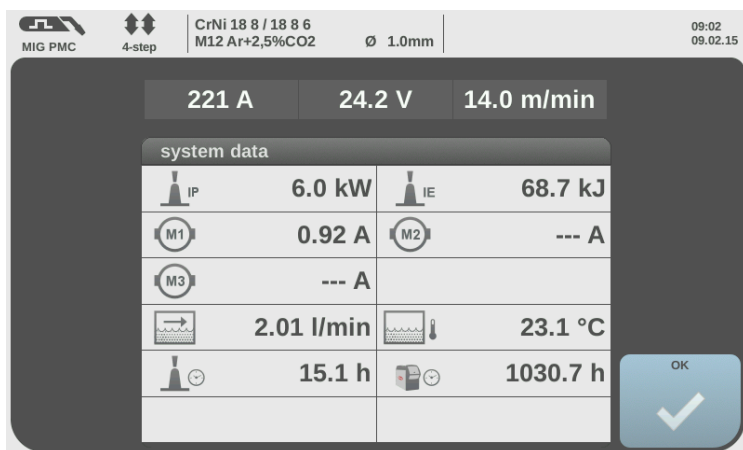 MIG PMC
4-step
CrNi 18 8 / 18 8 6
M12 Ar+2,5%CO2 Ø 1.0mm
09:02
09.02.15
221 A 24.2 V 14.0 m/min
system data
IP 6.0 kW IE 68.7 kJ
M1 0.92 A M2 --- A
M3 --- A
2.01 l/min 23.1 °C
15.1 h 1030.7 h
OK